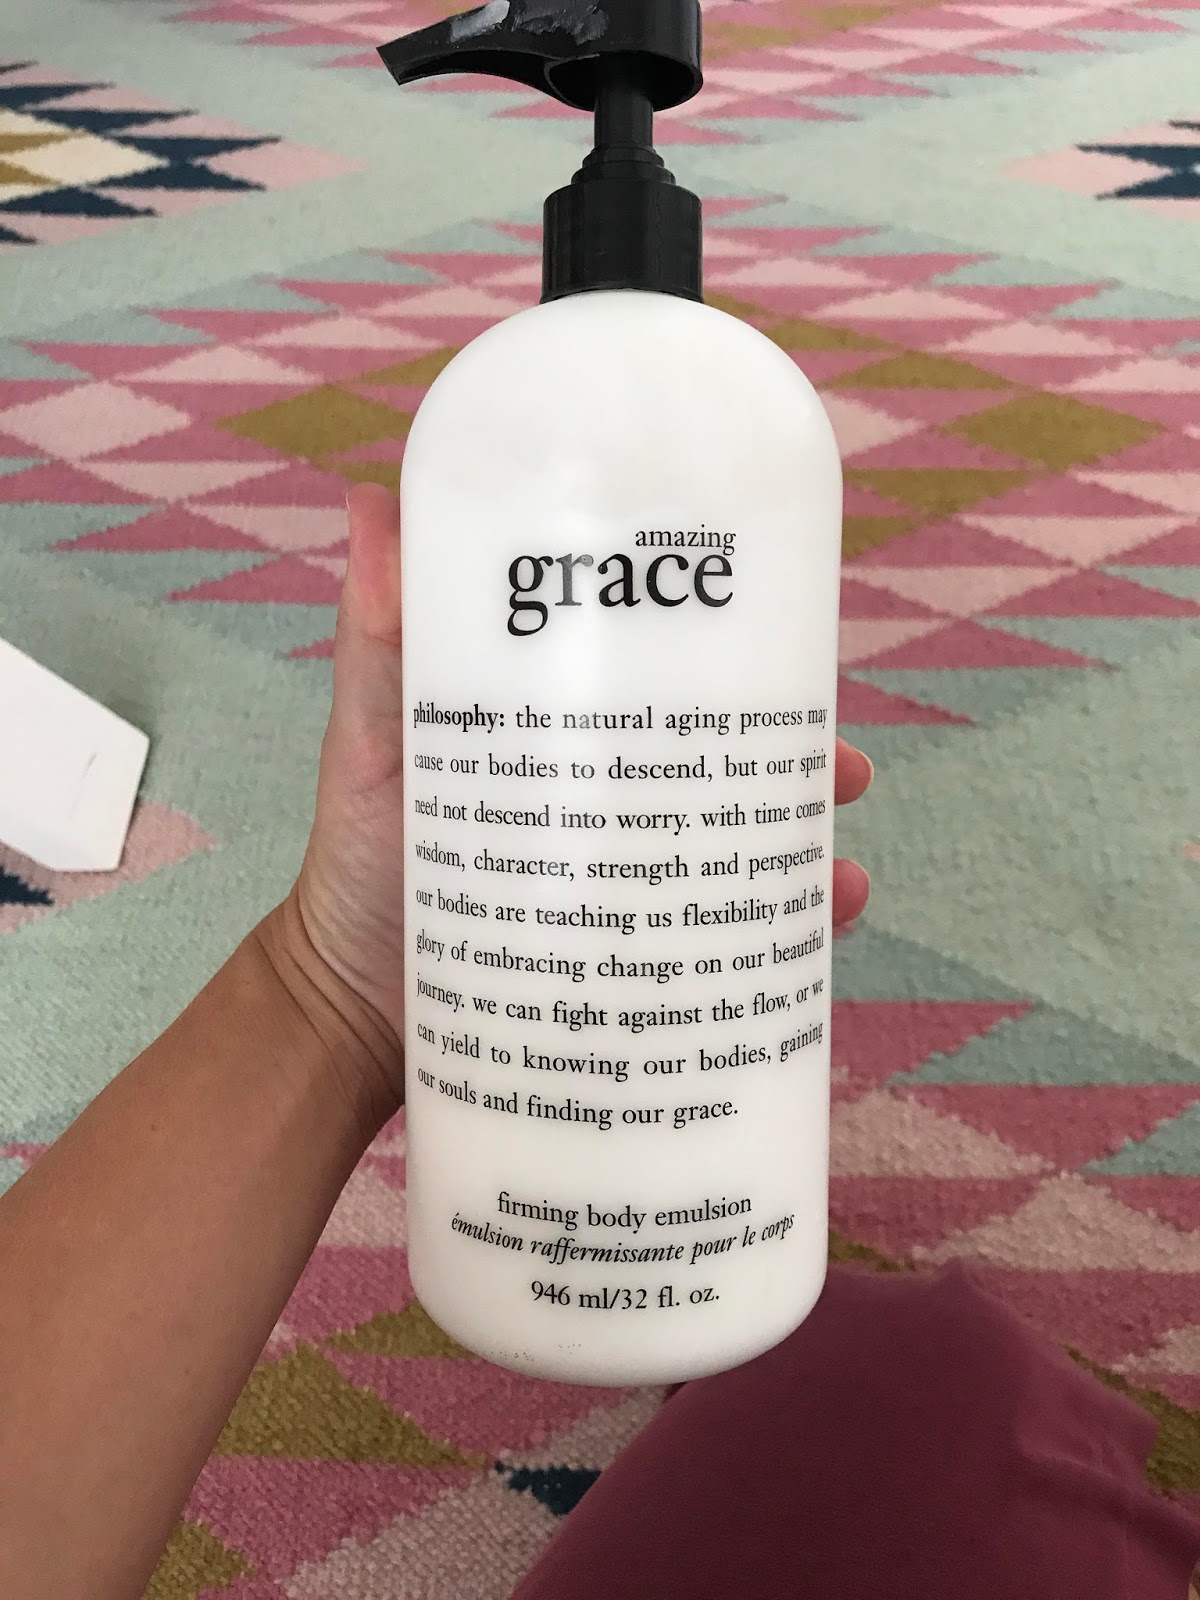 amazing
grace
philosophy: the natural aging process may
cause our bodies to descend, but our spirit
need not descend into worry. with time comes
wisdom, character, strength and perspective.
our bodies are teaching us flexibility and the
glory of embracing change on our beautiful
journey. we can fight against the flow, or we
can yield to knowing our bodies, gaining
our souls and finding our grace.
firming body emulsion
émulsion raffermissante pour le corps
946 ml/32 fl. oz.